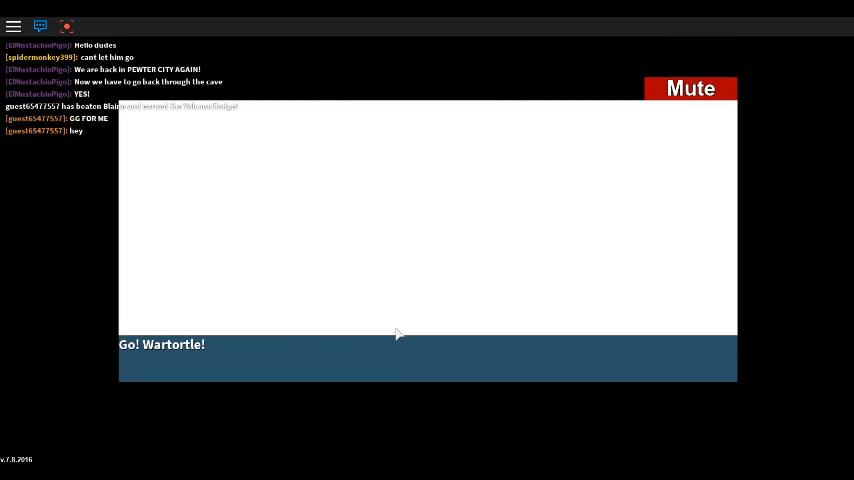 [ElMustachioPigo]: Hello dudes
[spidermonkey399]: cant let him go
[ElMustachioPigo]: We are back in PEWTER CITY AGAIN!
[ElMustachioPigo]: Now we have to go back through the cave
[ElMustachioPigo]: YES!
Mute
guest65477557 has beaten Blaine and earned the Volcano Badge!
[guest65477557]: GG FOR ME
[guest65477557]: hey
Go! Wartortle!
v.7.8.2016